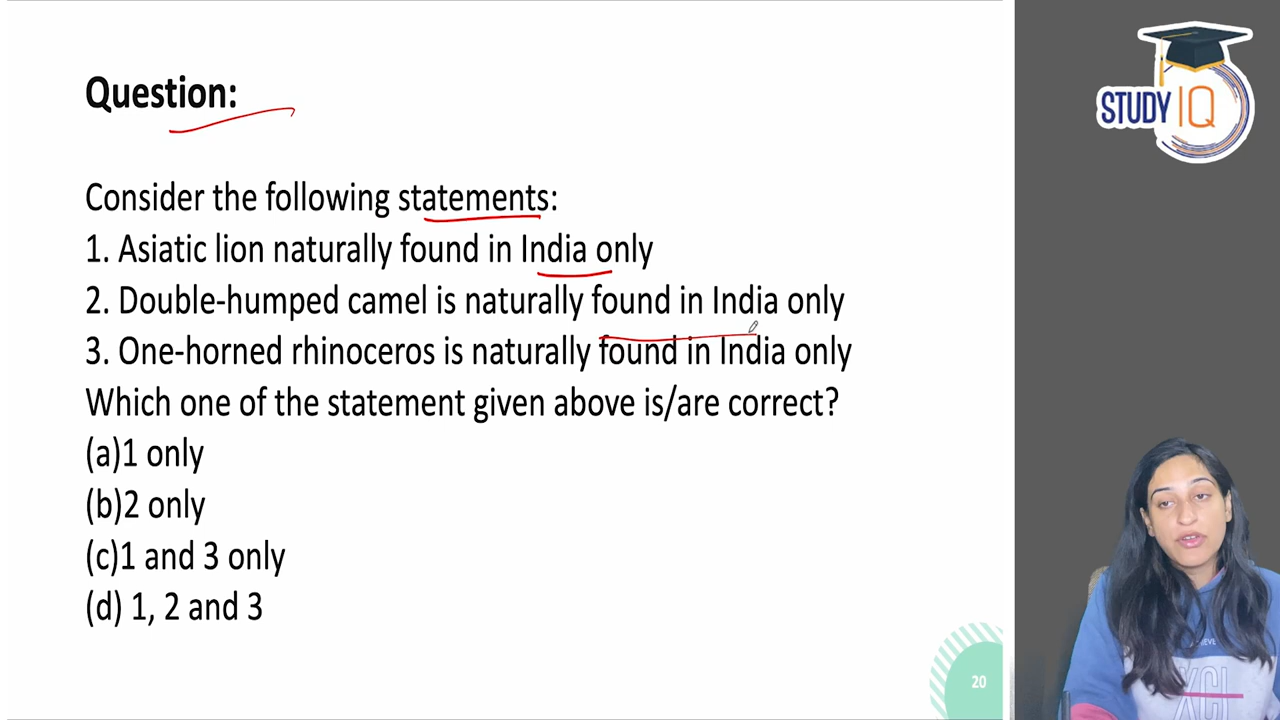 Question:
Consider the following statements:
1. Asiatic lion naturally found in India only
2. Double-humped camel is naturally found in India only
3. One-horned rhinoceros is naturally found in India only
Which one of the statement given above is/are correct?
(a)1 only
(b)2 only
(c)1 and 3 only
(d) 1, 2 and 3
20
STUDY IQ